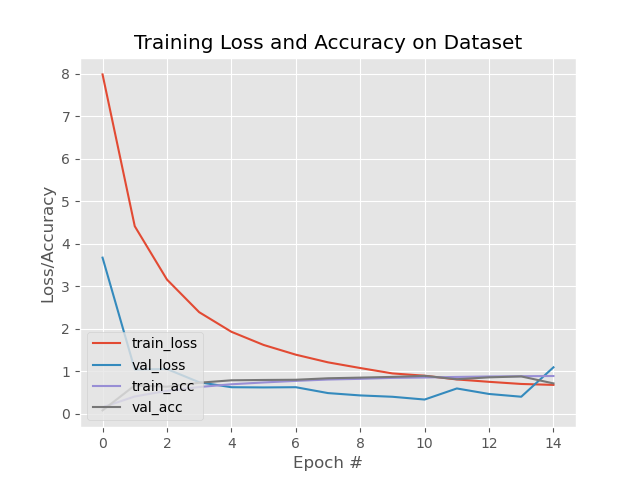 Training Loss and Accuracy on Dataset
8
7
6
5
4
3
2
1
0
Loss/Accuracy
train_loss
val_loss
train_acc
val_acc
0 2 4 6 8 10 12 14
Epoch #